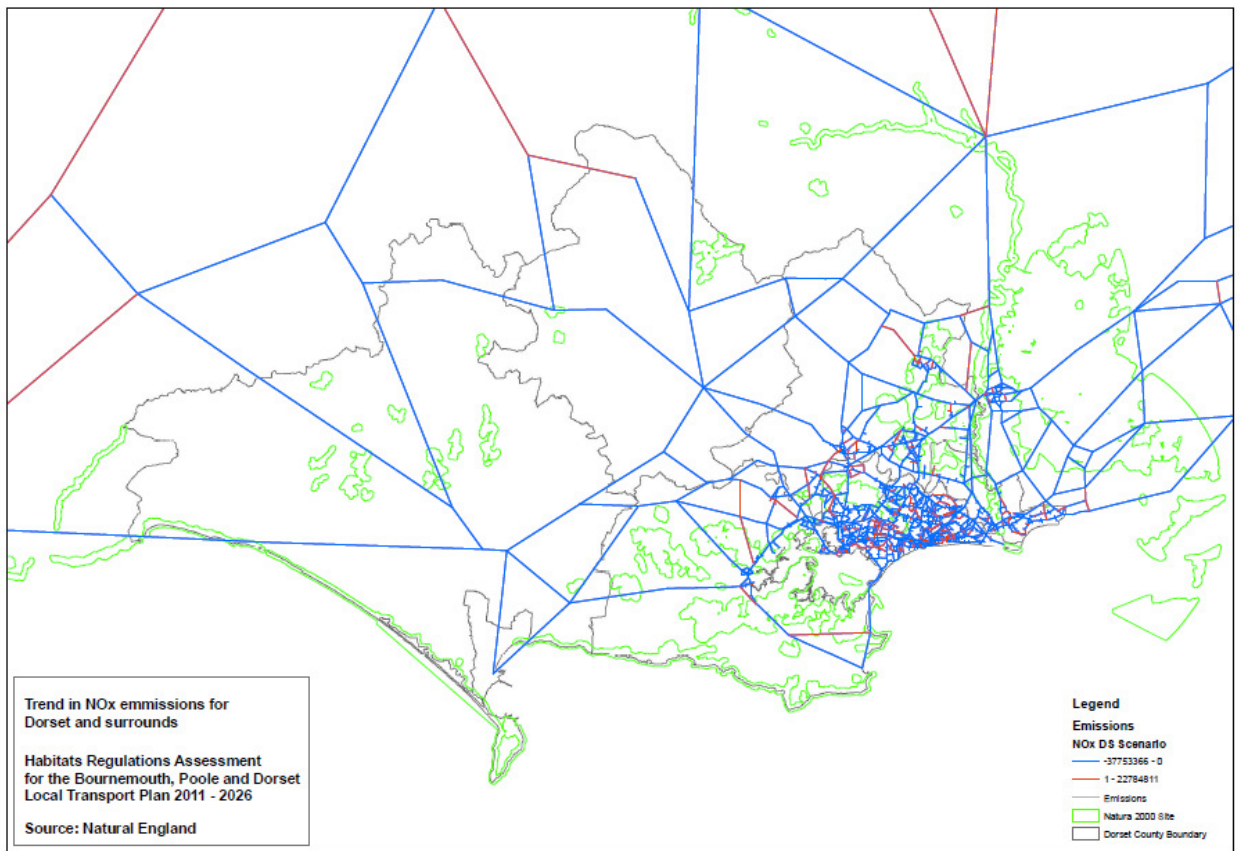 Trend in NOx emmissions for
Dorset and surrounds
Habitats Regulations Assessment
for the Bournemouth, Poole and Dorset
Local Transport Plan 2011 - 2026
Source: Natural England
Legend
Emissions
NOx DS Scenario
-37753366 - 0
1 - 22784811
Emissions
Natura 2000 Site
Dorset County Boundary